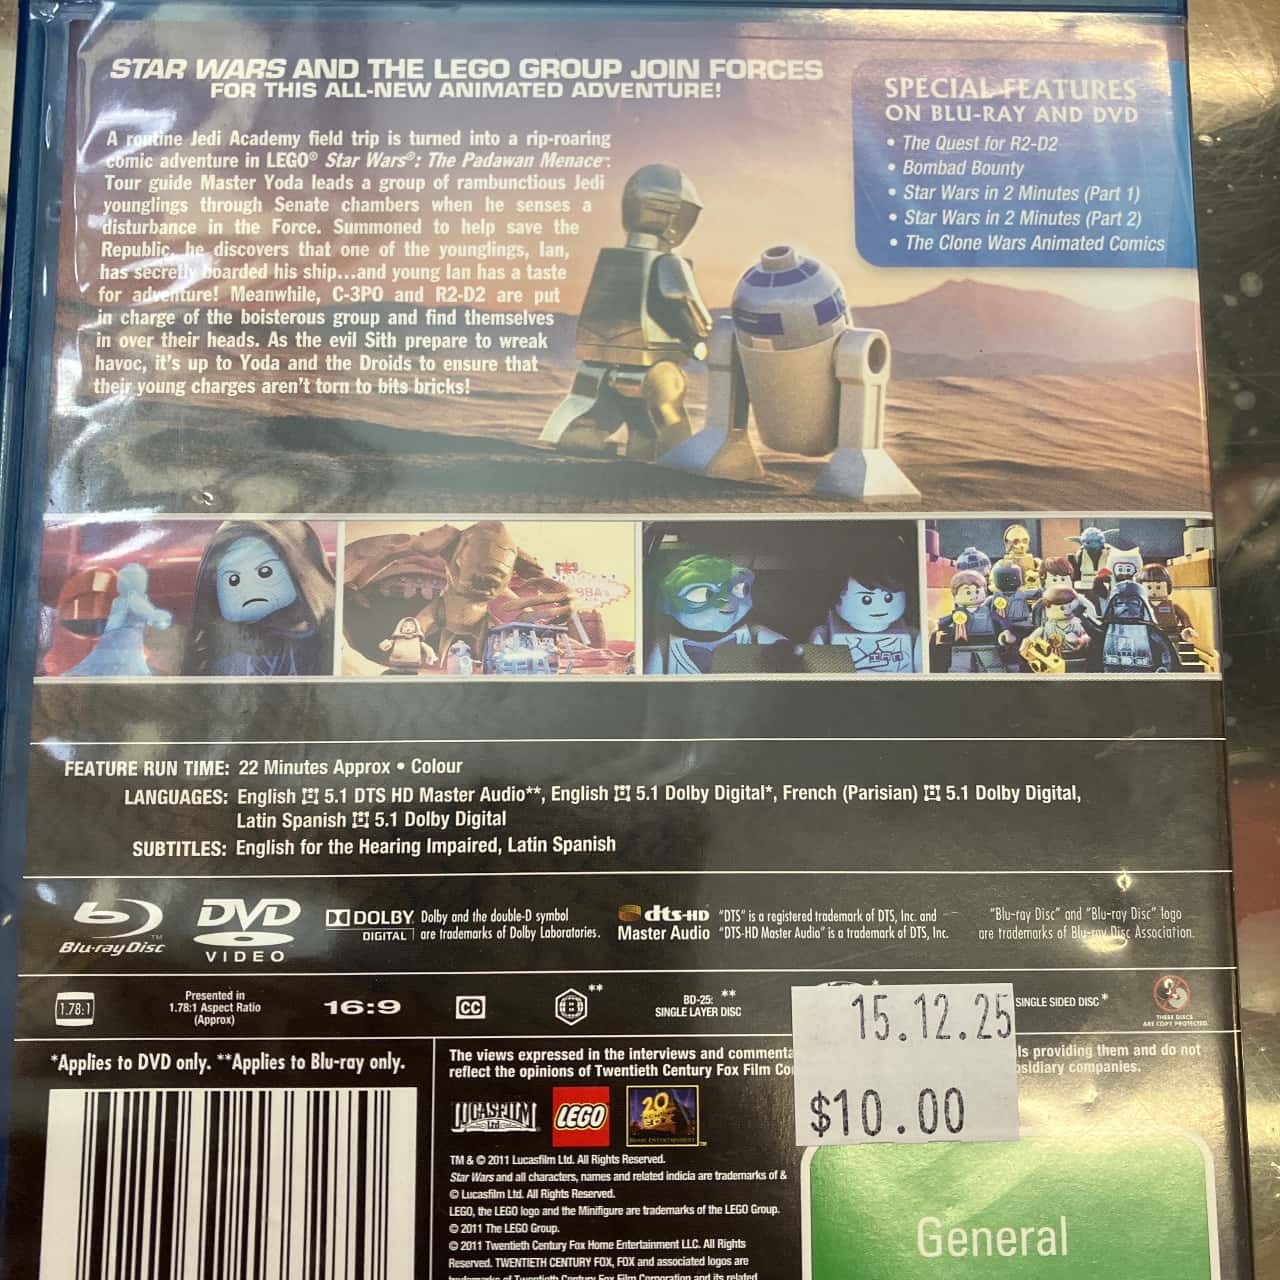 STAR WARS AND THE LEGO GROUP JOIN FORCES
FOR THIS ALL-NEW ANIMATED ADVENTURE!
A routine Jedi Academy field trip is turned into a rip-roaring
comic adventure in LEGO® Star Wars®: The Padawan Menace™.
Tour guide Master Yoda leads a group of rambunctious Jedi
younglings through Senate chambers when he senses a
disturbance in the Force. Summoned to help save the
Republic, he discovers that one of the younglings, Ian,
has secretly boarded his ship...and young Ian has a taste
for adventure! Meanwhile, C-3PO and R2-D2 are put
in charge of the boisterous group and find themselves
in over their heads. As the evil Sith prepare to wreak
havoc, it's up to Yoda and the Droids to ensure that
their young charges aren't torn to bits bricks!
SPECIAL FEATURES
ON BLU-RAY AND DVD
• The Quest for R2-D2
• Bombad Bounty
• Star Wars in 2 Minutes (Part 1)
• Star Wars in 2 Minutes (Part 2)
• The Clone Wars Animated Comics
FEATURE RUN TIME: 22 Minutes Approx • Colour
LANGUAGES: English 5.1 DTS HD Master Audio**, English 5.1 Dolby Digital*, French (Parisian) 5.1 Dolby Digital,
Latin Spanish 5.1 Dolby Digital
SUBTITLES: English for the Hearing Impaired, Latin Spanish
Blu-ray Disc™
DVD
VIDEO
DOLBY
DIGITAL
Dolby and the double-D symbol
are trademarks of Dolby Laboratories.
dts-HD
Master Audio
"DTS" is a registered trademark of DTS, Inc. and
"DTS-HD Master Audio" is a trademark of DTS, Inc.
"Blu-ray Disc" and "Blu-ray Disc" logo
are trademarks of Blu-ray Disc Association.
1.78:1
Presented in
1.78:1 Aspect Ratio
(Approx)
16:9
CC
B
**
BD-25: **
SINGLE LAYER DISC
*
SINGLE SIDED DISC *
THESE DISCS
ARE COPY PROTECTED.
15.12.25
$10.00
*Applies to DVD only. **Applies to Blu-ray only.
The views expressed in the interviews and commenta
ls providing them and do not
reflect the opinions of Twentieth Century Fox Film Co
osidiary companies.
LUCASFILM
Ltd.
LEGO
20
CENTURY
FOX
HOME ENTERTAINMENT
TM & © 2011 Lucasfilm Ltd. All Rights Reserved.
Star Wars and all characters, names and related indicia are trademarks of &
© Lucasfilm Ltd. All Rights Reserved.
LEGO, the LEGO logo and the Minifigure are trademarks of the LEGO Group.
© 2011 The LEGO Group.
© 2011 Twentieth Century Fox Home Entertainment LLC. All Rights
Reserved. TWENTIETH CENTURY FOX, FOX and associated logos are
trademarks of Twentieth Century Fox Film Corporation and its related
General